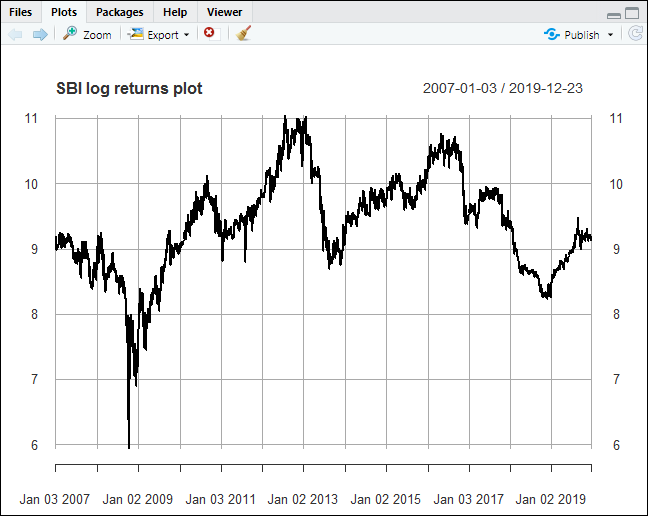 Files Plots Packages Help Viewer
Zoom Export Publish
SBI log returns plot 2007-01-03 / 2019-12-23
11 11
10 10
9 9
8 8
7 7
6 6
Jan 03 2007 Jan 02 2009 Jan 03 2011 Jan 02 2013 Jan 02 2015 Jan 03 2017 Jan 02 2019